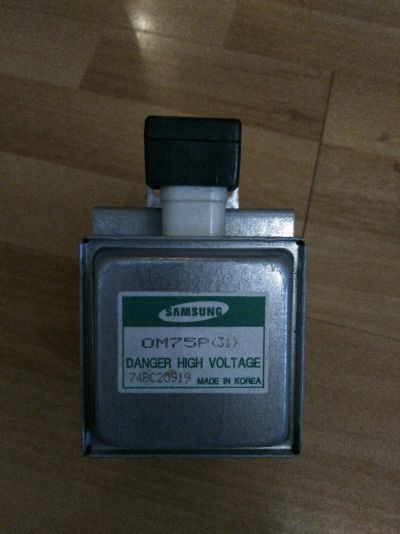 SAMSUNG
OM75P(31)
DANGER HIGH VOLTAGE
74BC20919 MADE IN KOREA